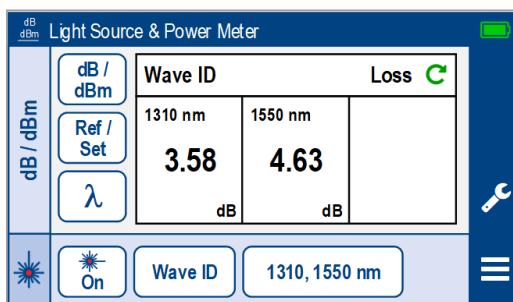 dB
dBm
Light Source & Power Meter
dB / dBm
dB /
dBm
Ref /
Set
λ
Wave ID
Loss
1310 nm
3.58
dB
1550 nm
4.63
dB
On
Wave ID
1310, 1550 nm